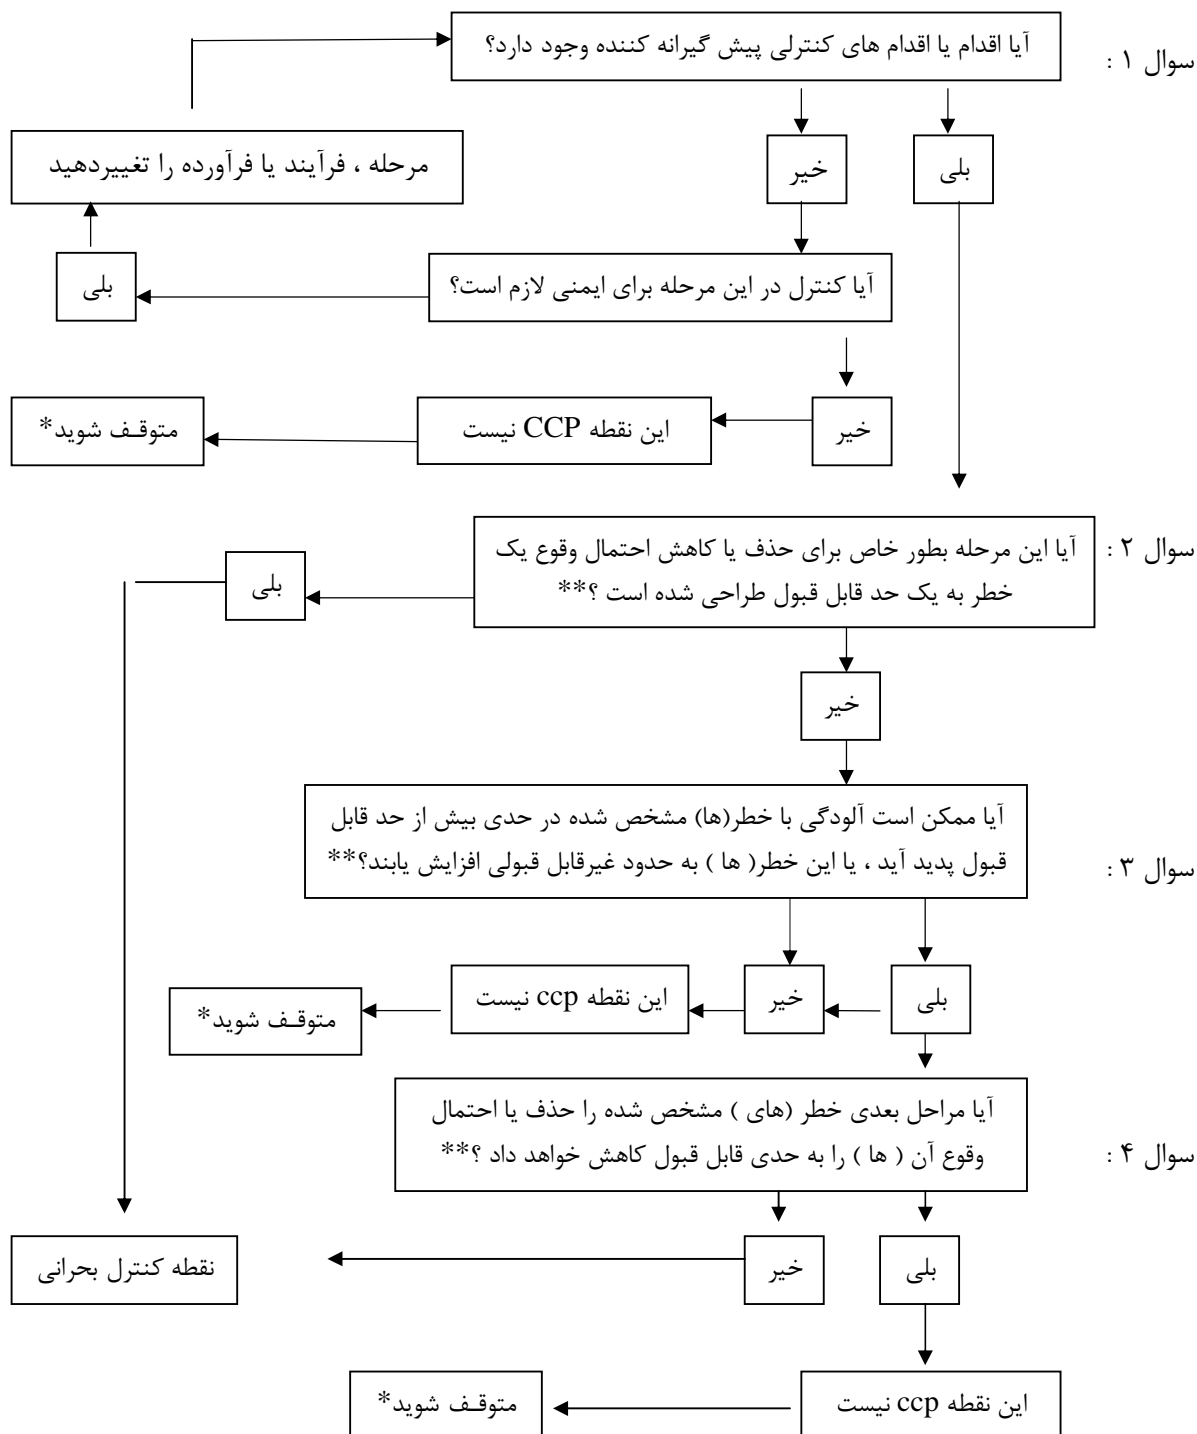 سوال ۱ :
آیا اقدام یا اقدام های کنترلی پیش گیرانه کننده وجود دارد؟
بلی
خیر
مرحله ، فرآیند یا فرآورده را تغییردهید
آیا کنترل در این مرحله برای ایمنی لازم است؟
بلی
خیر
این نقطه CCP نیست
متوقف شوید*
سوال ۲ :
آیا این مرحله بطور خاص برای حذف یا کاهش احتمال وقوع یک
خطر به یک حد قابل قبول طراحی شده است ؟**
بلی
خیر
سوال ۳ :
آیا ممکن است آلودگی با خطر(ها) مشخص شده در حدی بیش از حد قابل
قبول پدید آید ، یا این خطر( ها ) به حدود غیرقابل قبولی افزایش یابند؟**
بلی
خیر
این نقطه ccp نیست
متوقف شوید*
سوال ۴ :
آیا مراحل بعدی خطر (های ) مشخص شده را حذف یا احتمال
وقوع آن ( ها ) را به حدی قابل قبول کاهش خواهد داد ؟**
بلی
خیر
نقطه کنترل بحرانی
این نقطه ccp نیست
متوقف شوید*